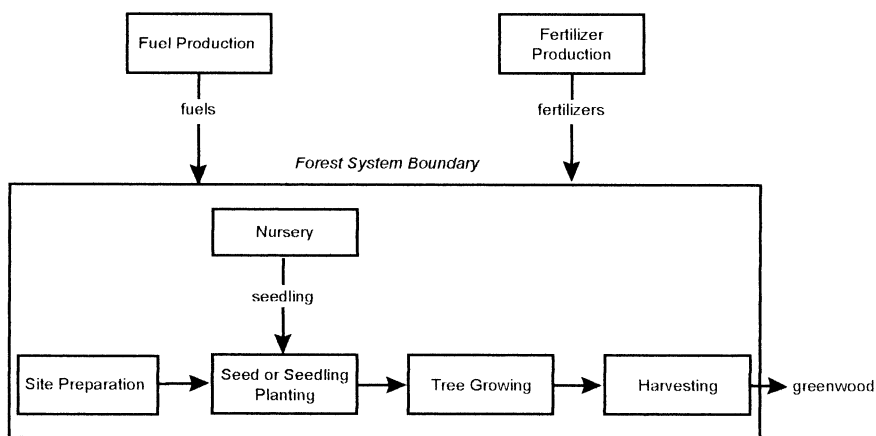 Fuel Production
Fertilizer
Production
fuels
fertilizers
Forest System Boundary
Nursery
seedling
Site Preparation
Seed or Seedling
Planting
Tree Growing
Harvesting
greenwood